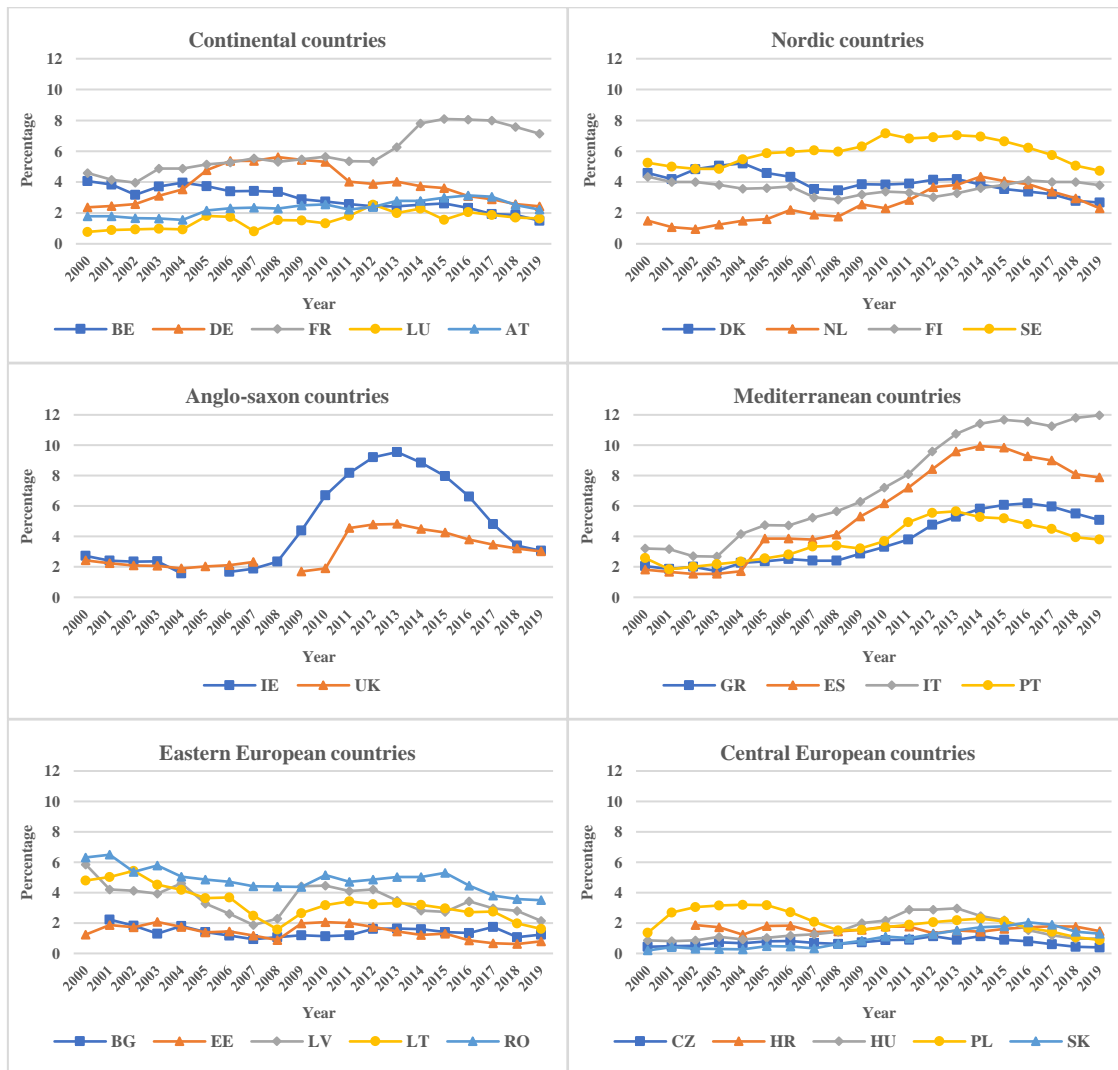 Continental countries
12
10
8
6
4
2
0
Percentage
2000 2001 2002 2003 2004 2005 2006 2007 2008 2009 2010 2011 2012 2013 2014 2015 2016 2017 2018 2019
Year
BE DE FR LU AT
Nordic countries
12
10
8
6
4
2
0
Percentage
2000 2001 2002 2003 2004 2005 2006 2007 2008 2009 2010 2011 2012 2013 2014 2015 2016 2017 2018 2019
Year
DK NL FI SE
Anglo-saxon countries
12
10
8
6
4
2
0
Percentage
2000 2001 2002 2003 2004 2005 2006 2007 2008 2009 2010 2011 2012 2013 2014 2015 2016 2017 2018 2019
Year
IE UK
Mediterranean countries
12
10
8
6
4
2
0
Percentage
2000 2001 2002 2003 2004 2005 2006 2007 2008 2009 2010 2011 2012 2013 2014 2015 2016 2017 2018 2019
Year
GR ES IT PT
Eastern European countries
12
10
8
6
4
2
0
Percentage
2000 2001 2002 2003 2004 2005 2006 2007 2008 2009 2010 2011 2012 2013 2014 2015 2016 2017 2018 2019
Year
BG EE LV LT RO
Central European countries
12
10
8
6
4
2
0
Percentage
2000 2001 2002 2003 2004 2005 2006 2007 2008 2009 2010 2011 2012 2013 2014 2015 2016 2017 2018 2019
Year
CZ HR HU PL SK